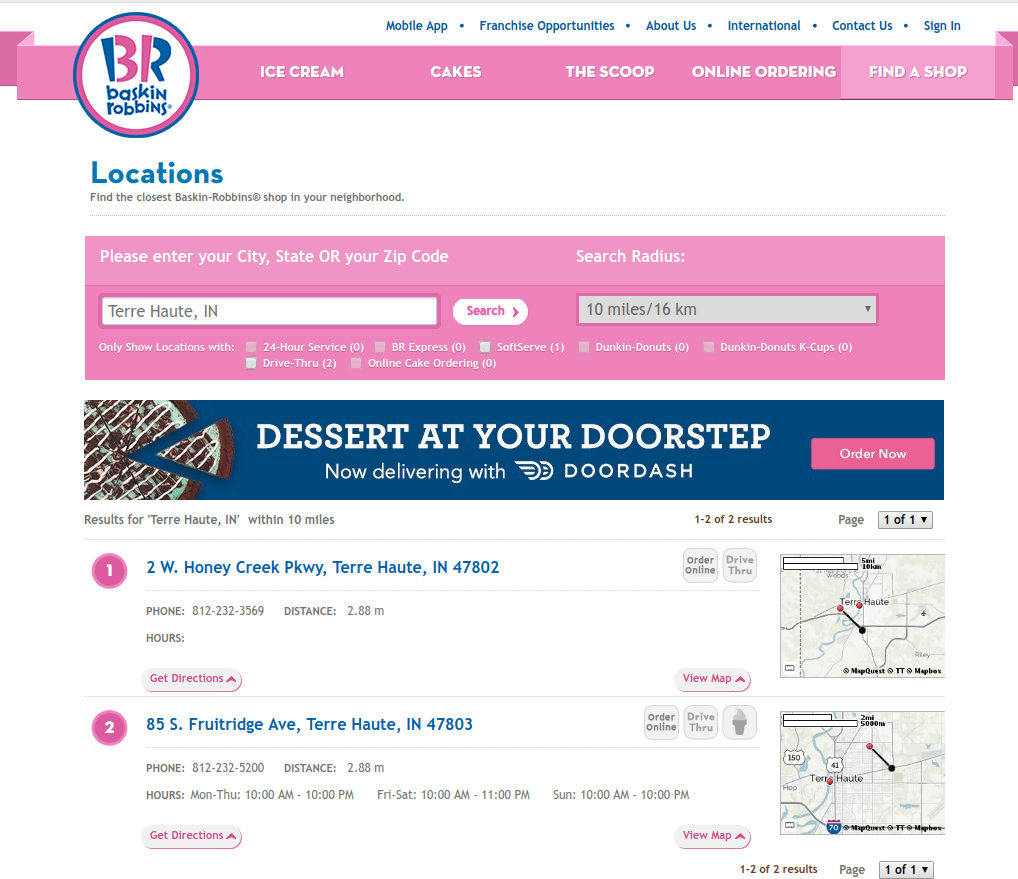 Mobile App • Franchise Opportunities • About Us • International • Contact Us • Sign In
BR
baskin
robbins®
ICE CREAM CAKES THE SCOOP ONLINE ORDERING FIND A SHOP
Locations
Find the closest Baskin-Robbins® shop in your neighborhood.
Please enter your City, State OR your Zip Code Search Radius:
Terre Haute, IN Search 10 miles/16 km
Only Show Locations with: 24-Hour Service (0) BR Express (0) SoftServe (1) Dunkin-Donuts (0) Dunkin-Donuts K-Cups (0)
Drive-Thru (2) Online Cake Ordering (0)
DESSERT AT YOUR DOORSTEP
Now delivering with DOORDASH
Order Now
Results for 'Terre Haute, IN' within 10 miles 1-2 of 2 results Page 1 of 1
1 2 W. Honey Creek Pkwy, Terre Haute, IN 47802 Order Online Drive Thru
PHONE: 812-232-3569 DISTANCE: 2.88 m
HOURS:
Get Directions View Map
5mi
10km
Woods
Terre Haute
Riley
© MapQuest © TT © Mapbox
2 85 S. Fruitridge Ave, Terre Haute, IN 47803 Order Online Drive Thru
PHONE: 812-232-5200 DISTANCE: 2.88 m
HOURS: Mon-Thu: 10:00 AM - 10:00 PM Fri-Sat: 10:00 AM - 11:00 PM Sun: 10:00 AM - 10:00 PM
Get Directions View Map
2mi
5000m
150
41
Terre Haute
Hop
70
© MapQuest © TT © Mapbox
1-2 of 2 results Page 1 of 1